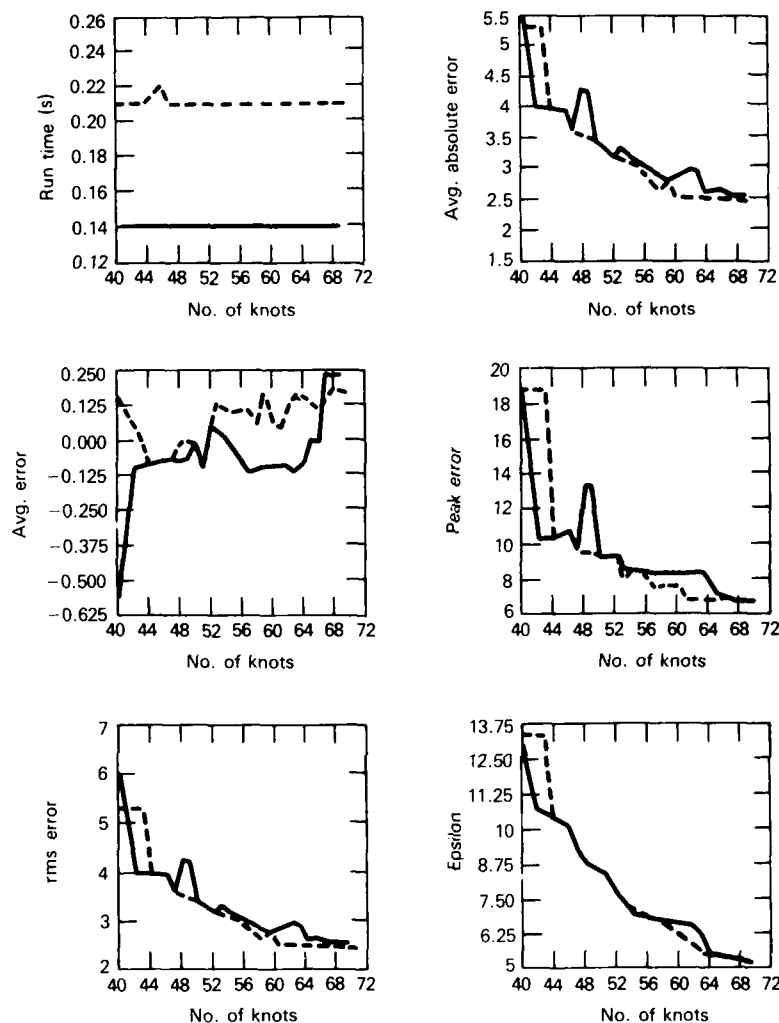 0.26
0.24
0.22
0.20
0.18
0.16
0.14
0.12
Run time (s)
40 44 48 52 56 60 64 68 72
No. of knots
5.5
5
4.5
4
3.5
3
2.5
2
1.5
Avg. absolute error
40 44 48 52 56 60 64 68 72
No. of knots
0.250
0.125
0.000
−0.125
−0.250
−0.375
−0.500
−0.625
Avg. error
40 44 48 52 56 60 64 68 72
No. of knots
20
18
16
14
12
10
8
6
Peak error
40 44 48 52 56 60 64 68 72
No. of knots
7
6
5
4
3
2
rms error
40 44 48 52 56 60 64 68 72
No. of knots
13.75
12.50
11.25
10
8.75
7.50
6.25
5
Epsilon
40 44 48 52 56 60 64 68 72
No. of knots